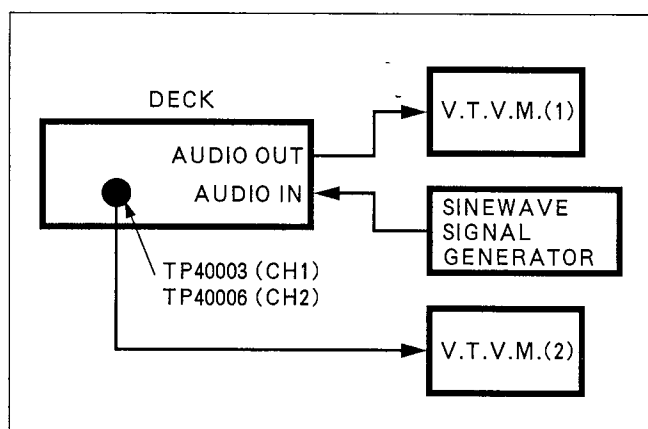 DECK
AUDIO OUT
AUDIO IN
TP40003 (CH1)
TP40006 (CH2)
V.T.V.M.(1)
SINEWAVE
SIGNAL
GENERATOR
V.T.V.M.(2)